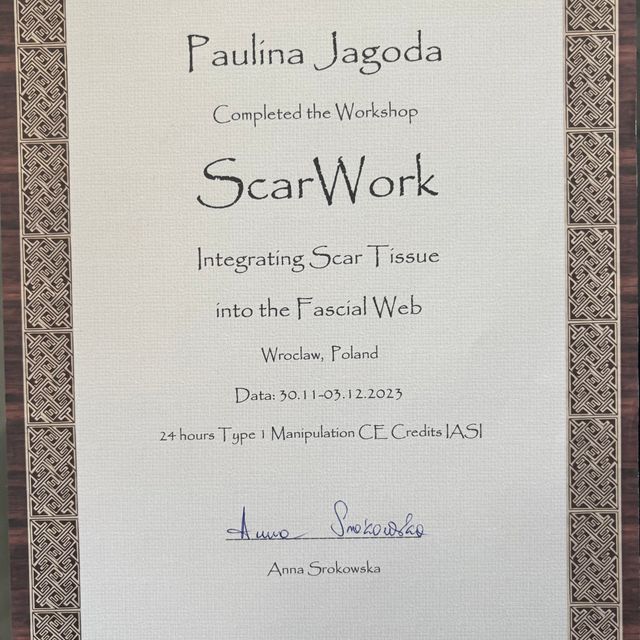 Paulina Jagoda
Completed the Workshop
ScarWork
Integrating Scar Tissue
into the Fascial Web
Wroclaw, Poland
Data: 30.11-03.12.2023
24 hours Type 1 Manipulation CE Credits IASI
Anna Srokowska
Anna Srokowska